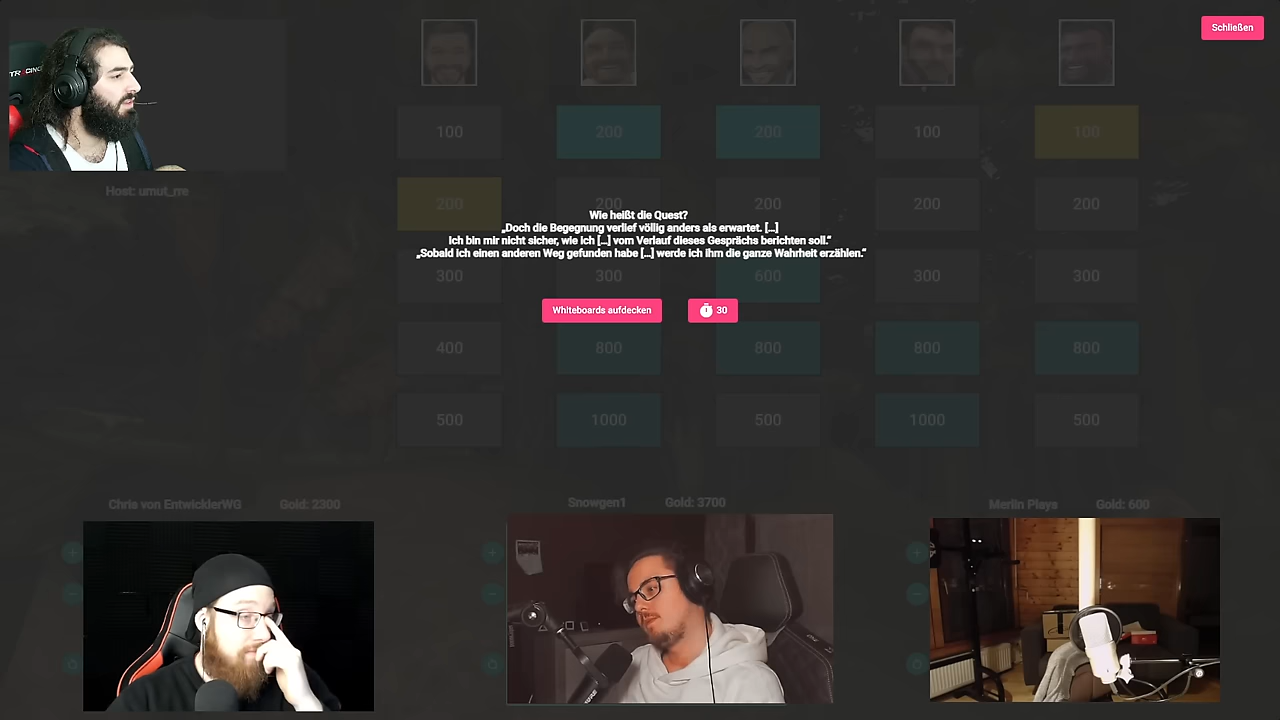 Schließen
100 200 200 100 100
Host: umut_rre
200 200 200 200 200
Wie heißt die Quest?
„Doch die Begegnung verlief völlig anders als erwartet. [...]
Ich bin mir nicht sicher, wie ich [...] vom Verlauf dieses Gesprächs berichten soll.“
„Sobald ich einen anderen Weg gefunden habe [...] werde ich ihm die ganze Wahrheit erzählen.“
300 300 600 300 300
Whiteboards aufdecken 30
400 800 800 800 800
500 1000 500 1000 500
Chris von EntwicklerWG Gold: 2300 Snowgen1 Gold: 3700 Merlin Plays Gold: 600